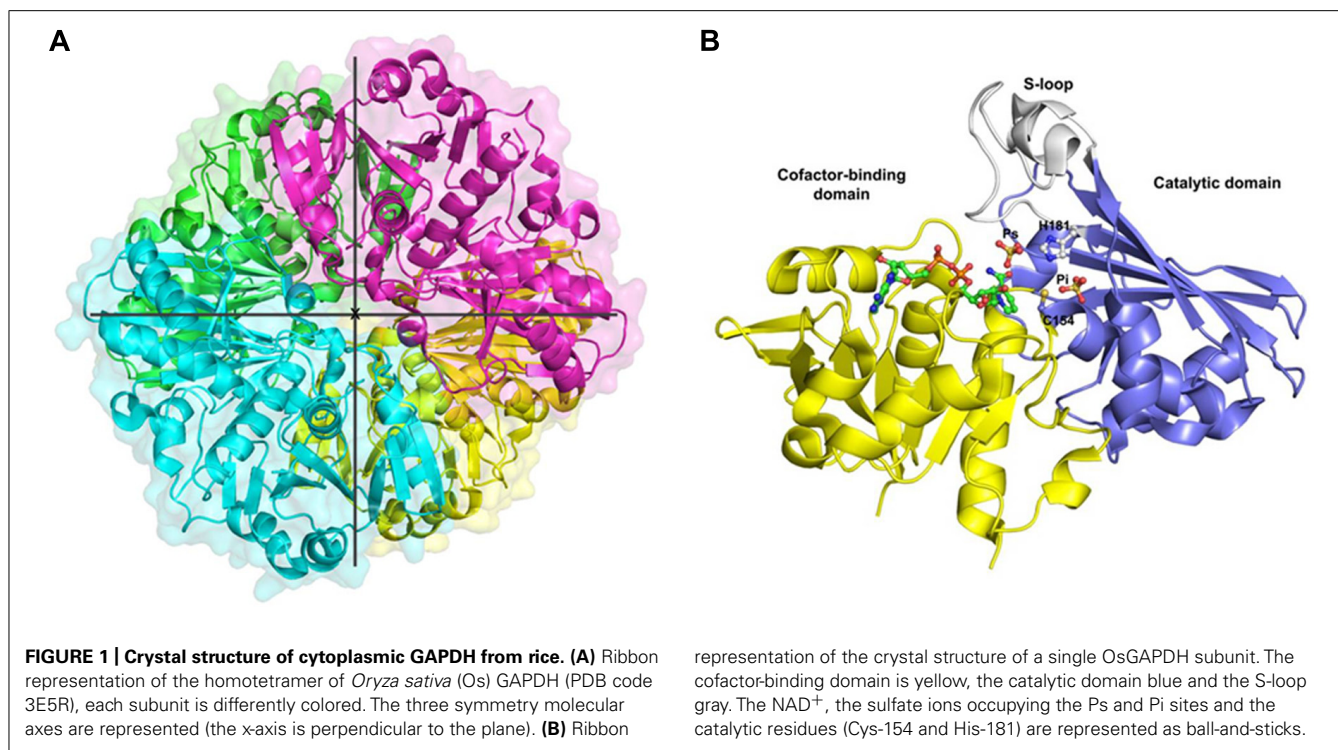 A
B
S-loop
Cofactor-binding
domain
Catalytic domain
Ps
H181
Pi
C154
x
FIGURE 1 | Crystal structure of cytoplasmic GAPDH from rice. (A) Ribbon
representation of the homotetramer of Oryza sativa (Os) GAPDH (PDB code
3E5R), each subunit is differently colored. The three symmetry molecular
axes are represented (the x-axis is perpendicular to the plane). (B) Ribbon
representation of the crystal structure of a single OsGAPDH subunit. The
cofactor-binding domain is yellow, the catalytic domain blue and the S-loop
gray. The NAD+, the sulfate ions occupying the Ps and Pi sites and the
catalytic residues (Cys-154 and His-181) are represented as ball-and-sticks.